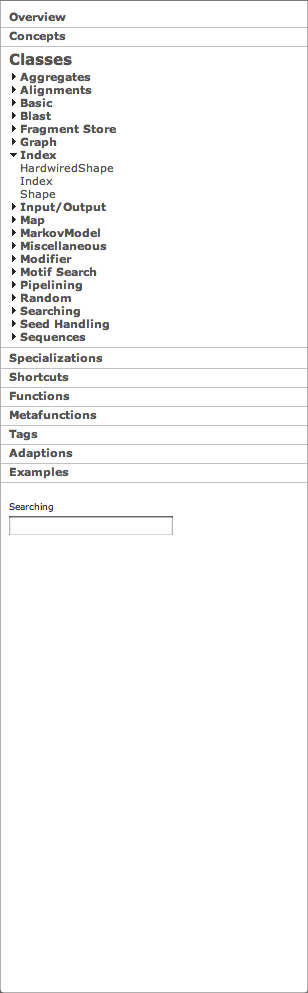 Overview
Concepts
Classes
Aggregates
Alignments
Basic
Blast
Fragment Store
Graph
Index
HardwiredShape
Index
Shape
Input/Output
Map
MarkovModel
Miscellaneous
Modifier
Motif Search
Pipelining
Random
Searching
Seed Handling
Sequences
Specializations
Shortcuts
Functions
Metafunctions
Tags
Adaptions
Examples
Searching